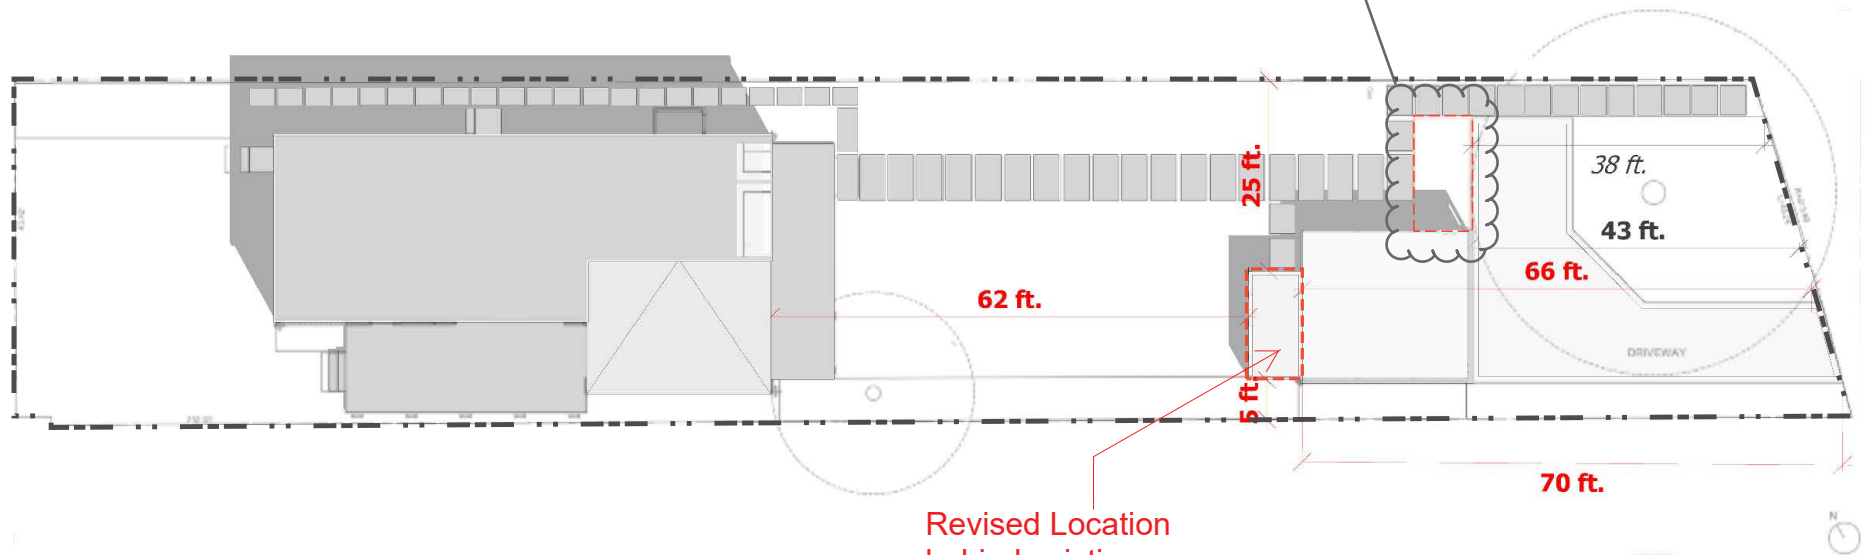 38 ft.
25 ft.
43 ft.
66 ft.
62 ft.
DRIVEWAY
5 ft
70 ft.
Revised Location
N